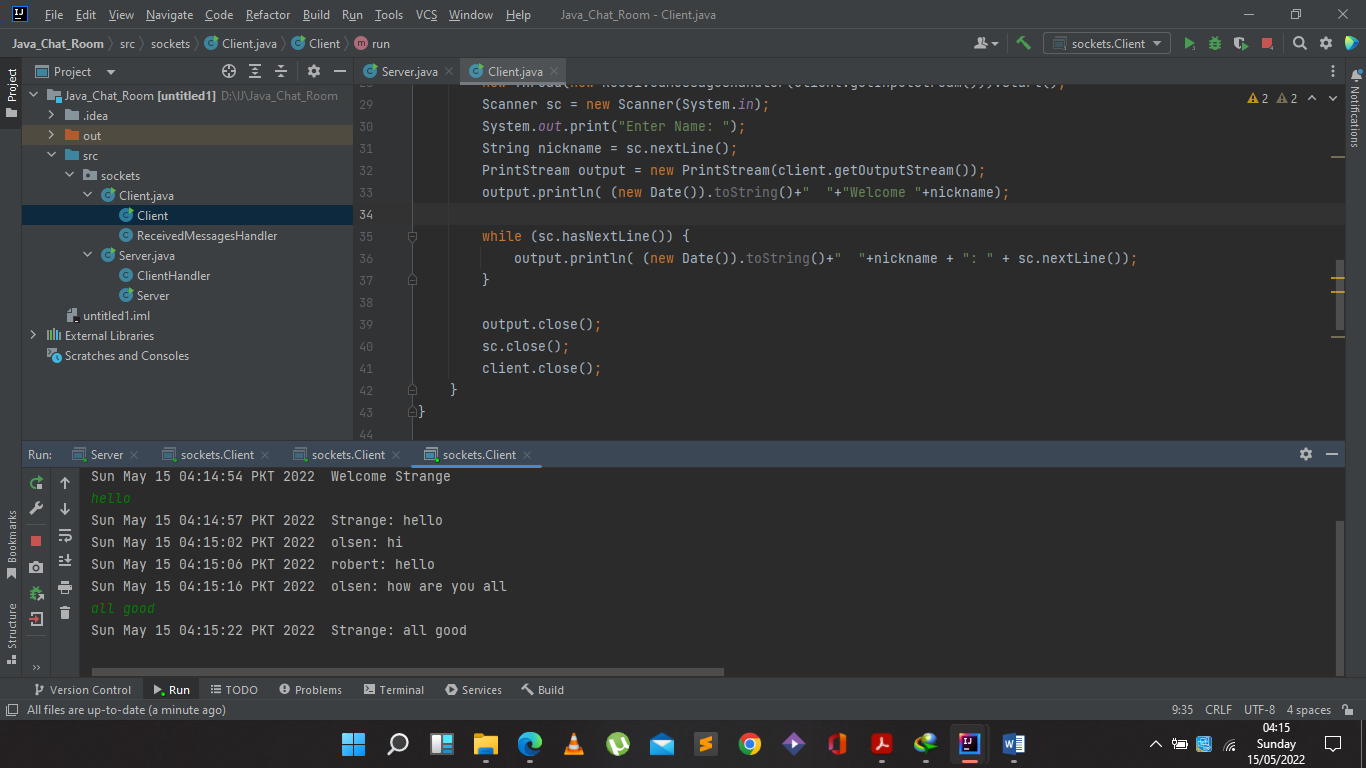 File Edit View Navigate Code Refactor Build Run Tools VCS Window Help Java_Chat_Room - Client.java
Java_Chat_Room src sockets Client.java Client run
sockets.Client
Project
Server.java
Client.java
Project
Java_Chat_Room [untitled1] D:\IJ\Java_Chat_Room
.idea
out
src
sockets
Client.java
Client
ReceivedMessagesHandler
Server.java
ClientHandler
Server
untitled1.iml
External Libraries
Scratches and Consoles
2 2
29 Scanner sc = new Scanner(System.in);
30 System.out.print("Enter Name: ");
31 String nickname = sc.nextLine();
32 PrintStream output = new PrintStream(client.getOutputStream());
33 output.println( (new Date()).toString()+"  "+"Welcome "+nickname);
34
35 while (sc.hasNextLine()) {
36 output.println( (new Date()).toString()+"  "+nickname + ": " + sc.nextLine());
37 }
38
39 output.close();
40 sc.close();
41 client.close();
42 }
43 }
44
Notifications
Run: Server sockets.Client sockets.Client sockets.Client
Sun May 15 04:14:54 PKT 2022  Welcome Strange
hello
Sun May 15 04:14:57 PKT 2022  Strange: hello
Sun May 15 04:15:02 PKT 2022  olsen: hi
Sun May 15 04:15:06 PKT 2022  robert: hello
Sun May 15 04:15:16 PKT 2022  olsen: how are you all
all good
Sun May 15 04:15:22 PKT 2022  Strange: all good
Bookmarks
Structure
Version Control Run TODO Problems Terminal Services Build
All files are up-to-date (a minute ago) 9:35 CRLF UTF-8 4 spaces
04:15
Sunday
15/05/2022